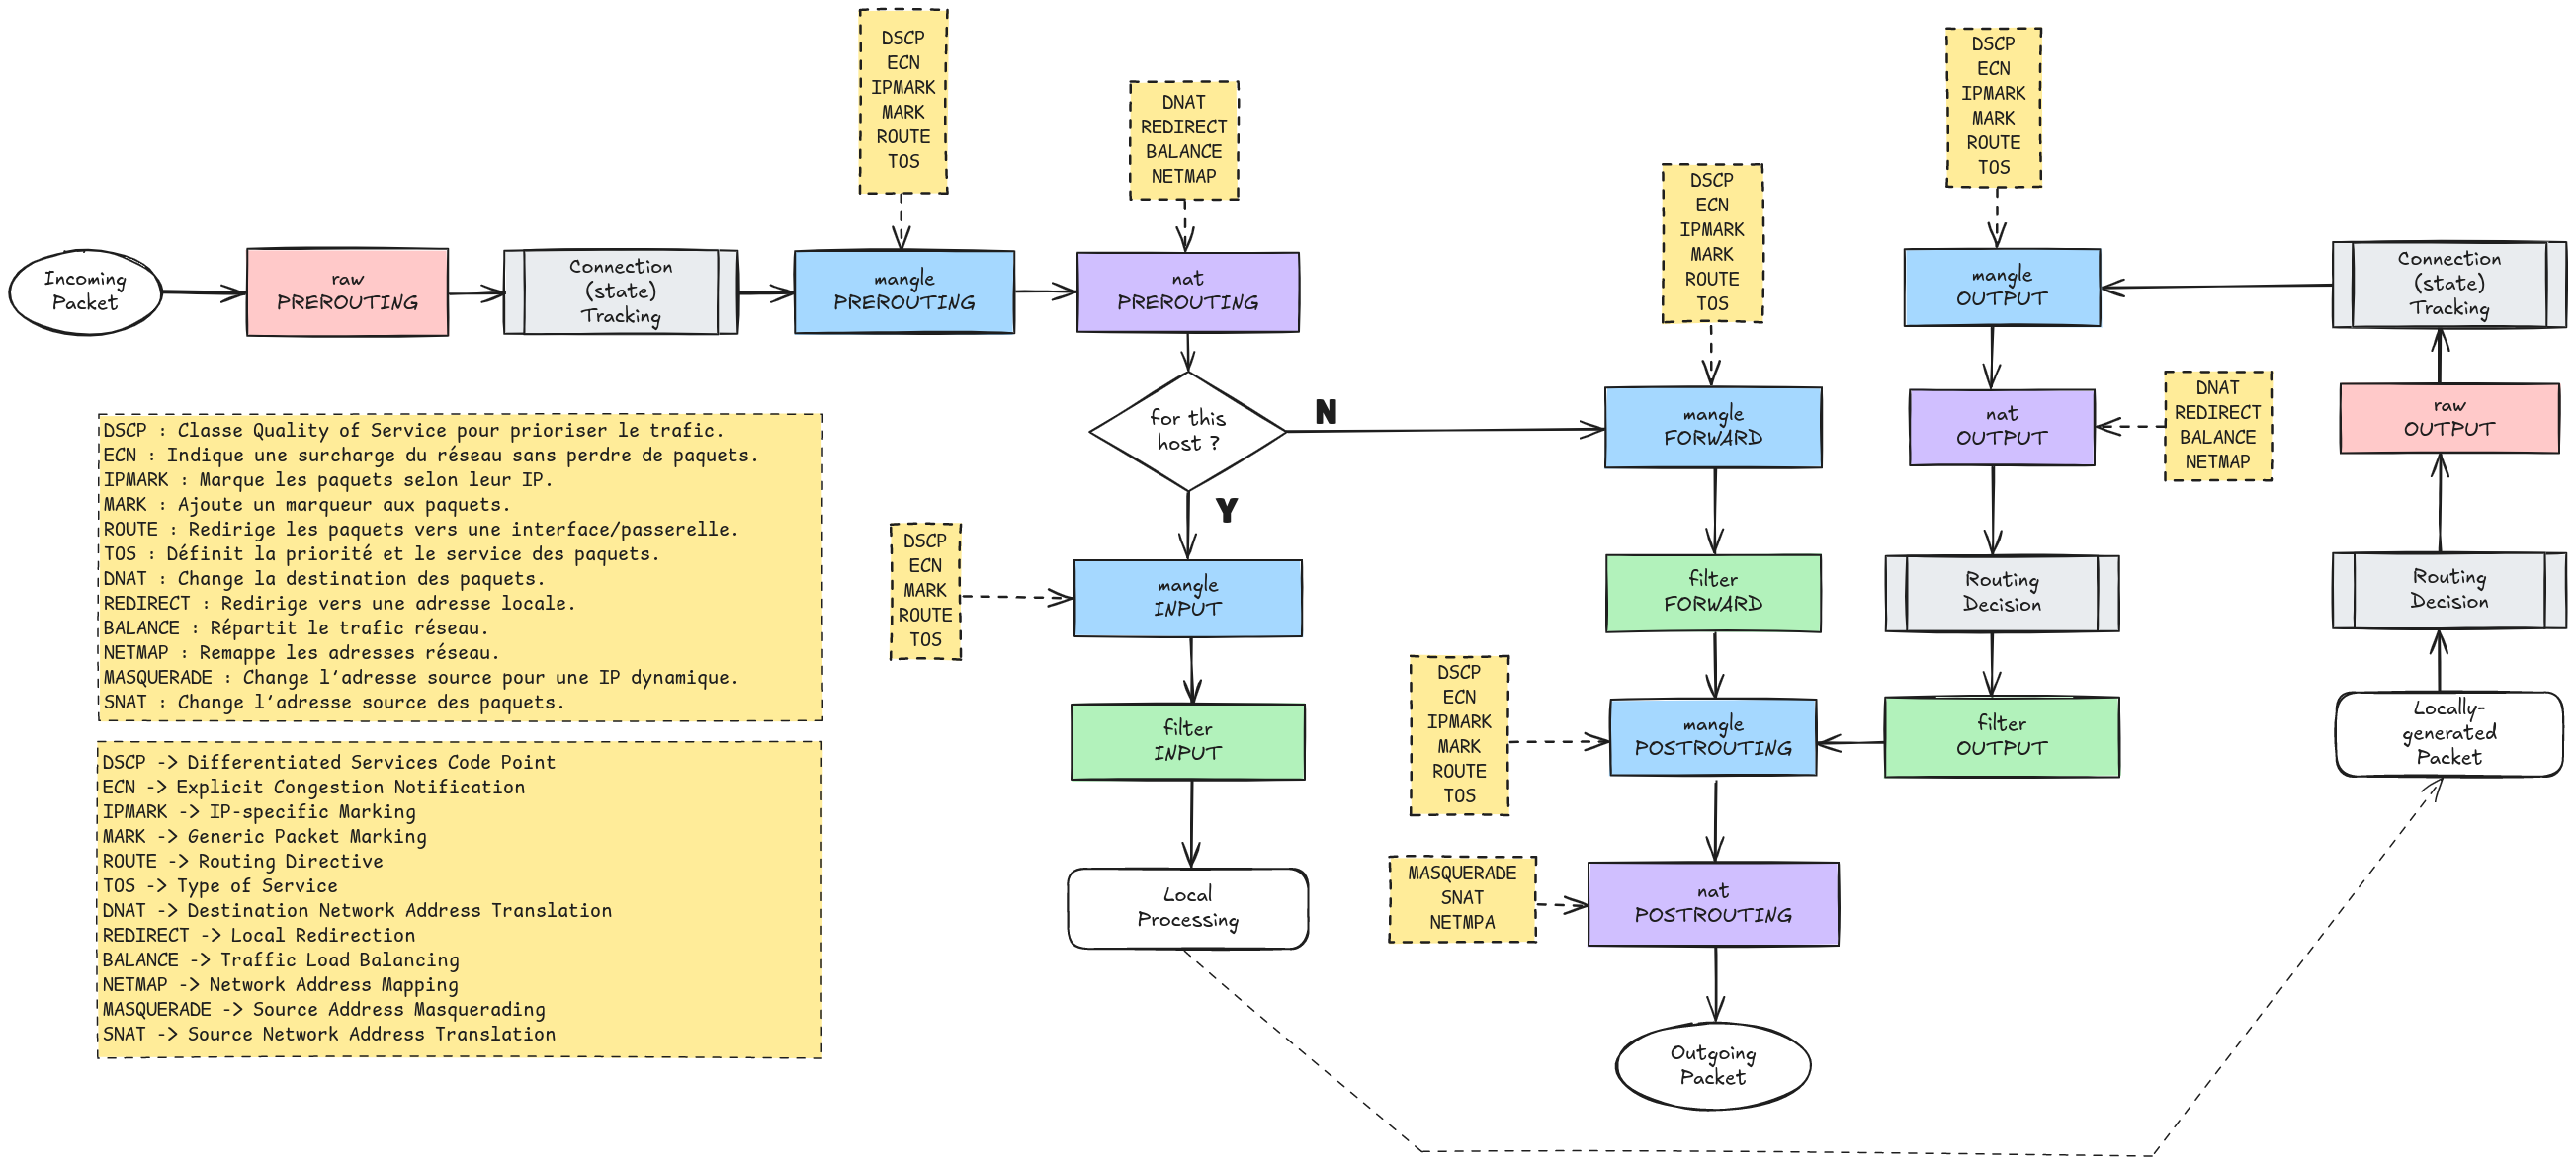 DSCP
ECN
IPMARK
MARK
ROUTE
TOS
DNAT
REDIRECT
BALANCE
NETMAP
DSCP
ECN
IPMARK
MARK
ROUTE
TOS
DSCP
ECN
IPMARK
MARK
ROUTE
TOS
Incoming
Packet
raw
PREROUTING
Connection
(state)
Tracking
mangle
PREROUTING
nat
PREROUTING
mangle
OUTPUT
Connection
(state)
Tracking
for this
host ?
N
Y
mangle
FORWARD
nat
OUTPUT
DNAT
REDIRECT
BALANCE
NETMAP
raw
OUTPUT
DSCP : Classe Quality of Service pour prioriser le trafic.
ECN : Indique une surcharge du réseau sans perdre de paquets.
IPMARK : Marque les paquets selon leur IP.
MARK : Ajoute un marqueur aux paquets.
ROUTE : Redirige les paquets vers une interface/passerelle.
TOS : Définit la priorité et le service des paquets.
DNAT : Change la destination des paquets.
REDIRECT : Redirige vers une adresse locale.
BALANCE : Répartit le trafic réseau.
NETMAP : Remappe les adresses réseau.
MASQUERADE : Change l'adresse source pour une IP dynamique.
SNAT : Change l'adresse source des paquets.
DSCP
ECN
MARK
ROUTE
TOS
mangle
INPUT
filter
FORWARD
Routing
Decision
Routing
Decision
filter
INPUT
DSCP
ECN
IPMARK
MARK
ROUTE
TOS
mangle
POSTROUTING
filter
OUTPUT
Locally-
generated
Packet
DSCP -> Differentiated Services Code Point
ECN -> Explicit Congestion Notification
IPMARK -> IP-specific Marking
MARK -> Generic Packet Marking
ROUTE -> Routing Directive
TOS -> Type of Service
DNAT -> Destination Network Address Translation
REDIRECT -> Local Redirection
BALANCE -> Traffic Load Balancing
NETMAP -> Network Address Mapping
MASQUERADE -> Source Address Masquerading
SNAT -> Source Network Address Translation
Local
Processing
MASQUERADE
SNAT
NETMPA
nat
POSTROUTING
Outgoing
Packet